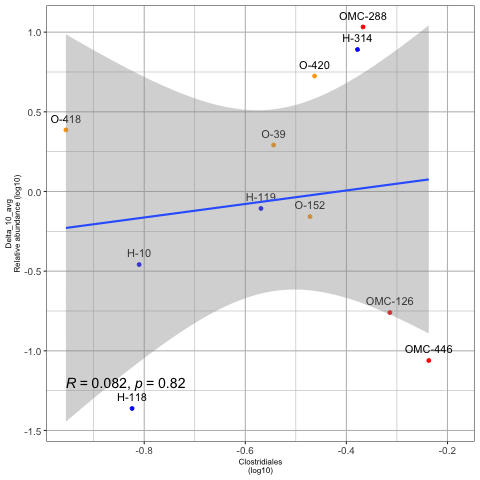 OMC-288
H-314
O-420
O-418
O-39
H-119
O-152
H-10
OMC-126
OMC-446
R = 0.082, p = 0.82
H-118
1.0
0.5
0.0
-0.5
-1.0
-1.5
-0.8
-0.6
-0.4
-0.2
Delta_10_avg
Relative abundance (log10)
Clostridiales
(log10)